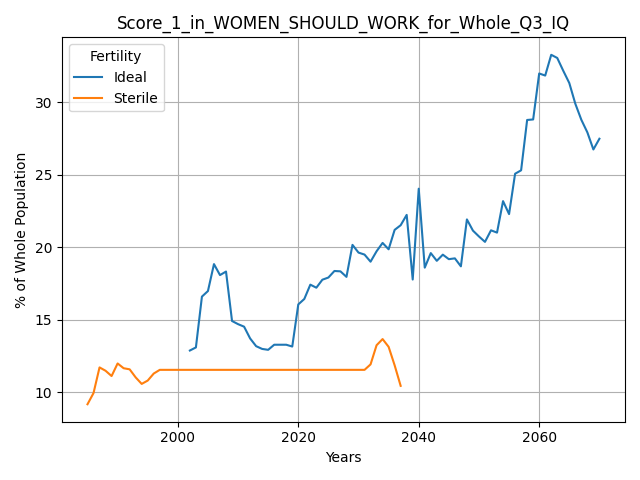 Score_1_in_WOMEN_SHOULD_WORK_for_Whole_Q3_IQ
Fertility
Ideal
Sterile
% of Whole Population
30
25
20
15
10
2000 2020 2040 2060
Years